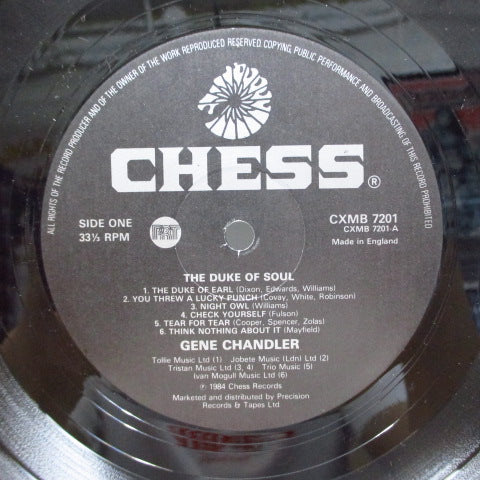 ALL RIGHTS OF THE RECORD PRODUCER AND OF THE OWNER OF THE WORK REPRODUCED RESERVED. COPYING, PUBLIC PERFORMANCE AND BROADCASTING OF THIS RECORD PROHIBITED
CHESS®
SIDE ONE
33⅓ RPM
CXMB 7201
CXMB 7201-A
Made in England
THE DUKE OF SOUL
1. THE DUKE OF EARL (Dixon, Edwards, Williams)
2. YOU THREW A LUCKY PUNCH (Covay, White, Robinson)
3. NIGHT OWL (Williams)
4. CHECK YOURSELF (Fulson)
5. TEAR FOR TEAR (Cooper, Spencer, Zolas)
6. THINK NOTHING ABOUT IT (Mayfield)
GENE CHANDLER
Tollie Music Ltd (1) Jobete Music (Ldn) Ltd (2)
Tristan Music Ltd (3, 4) Trio Music (5)
Ivan Mogull Music Ltd (6)
℗ 1984 Chess Records
Marketed and distributed by Precision
Records & Tapes Ltd